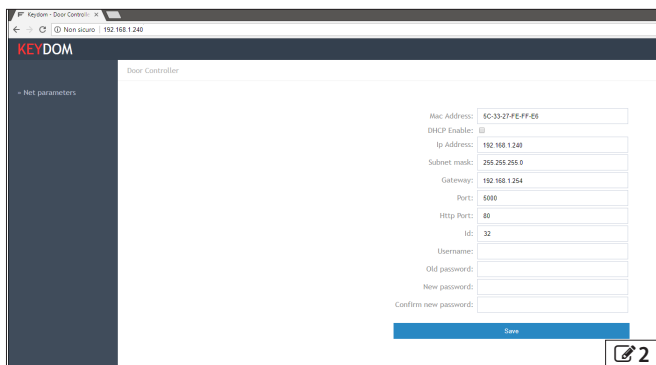 Keydom - Door Controlle ×
Non sicuro | 192.168.1.240
KEYDOM
Door Controller
» Net parameters
Mac Address: 5C-33-27-FE-FF-E6
DHCP Enable:
Ip Address: 192.168.1.240
Subnet mask: 255.255.255.0
Gateway: 192.168.1.254
Port: 5000
Http Port: 80
Id: 32
Username:
Old password:
New password:
Confirm new password:
Save
2